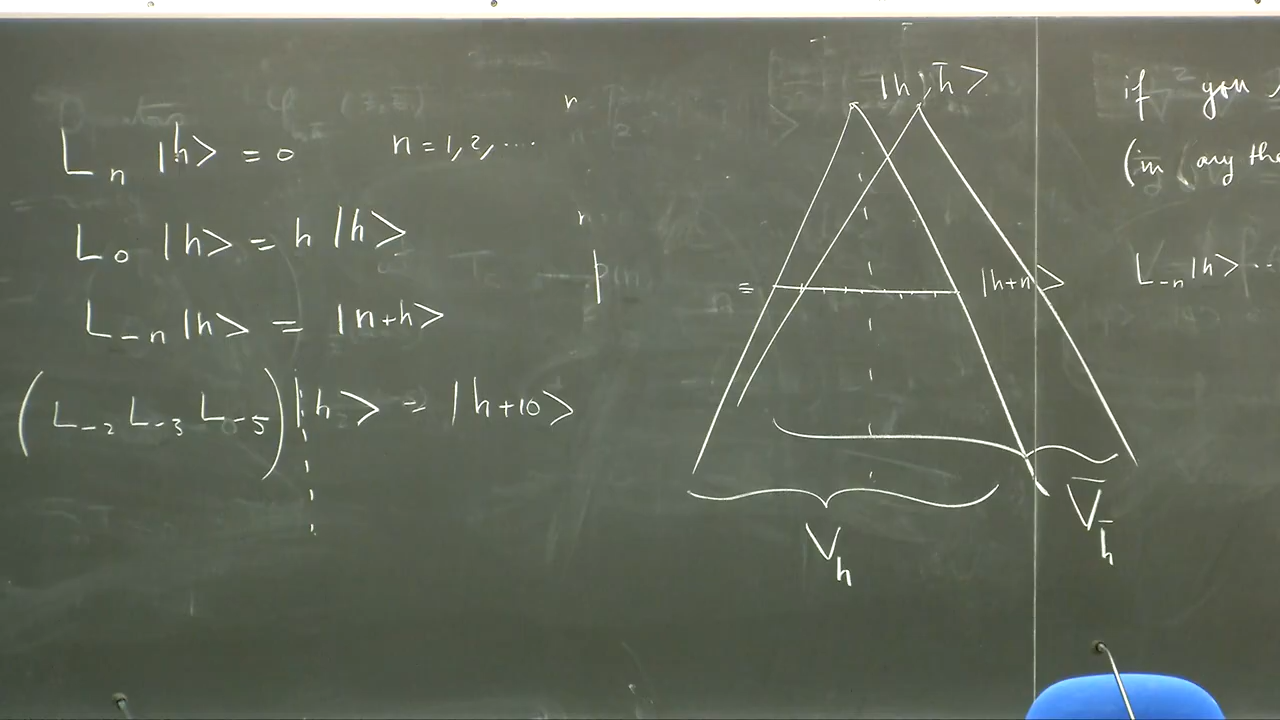 L_n |h> = 0 n = 1, 2, ....
L_0 |h> = h |h>
L_{-n} |h> = |n+h>
(L_{-2} L_{-3} L_{-5}) |h> = |h+10>
|h, h̄>
|h+n>
V_h
V̄_{h̄}
if you
(in any the
L_{-n} |h> ...